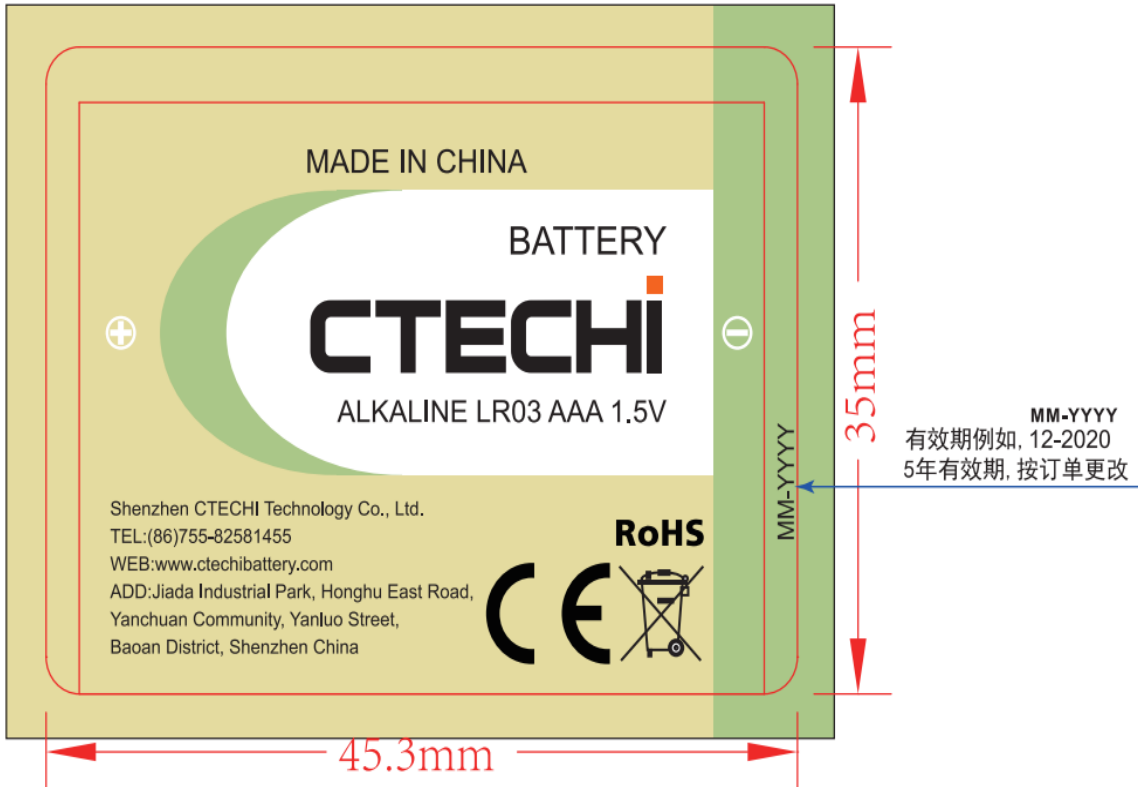 MADE IN CHINA
BATTERY
CTECHi
ALKALINE LR03 AAA 1.5V
Shenzhen CTECHI Technology Co., Ltd.
TEL:(86)755-82581455
WEB:www.ctechibattery.com
ADD:Jiada Industrial Park, Honghu East Road,
Yanchuan Community, Yanluo Street,
Baoan District, Shenzhen China
RoHS
CE
MM-YYYY
35mm
45.3mm
MM-YYYY
有效期例如, 12-2020
5年有效期, 按订单更改